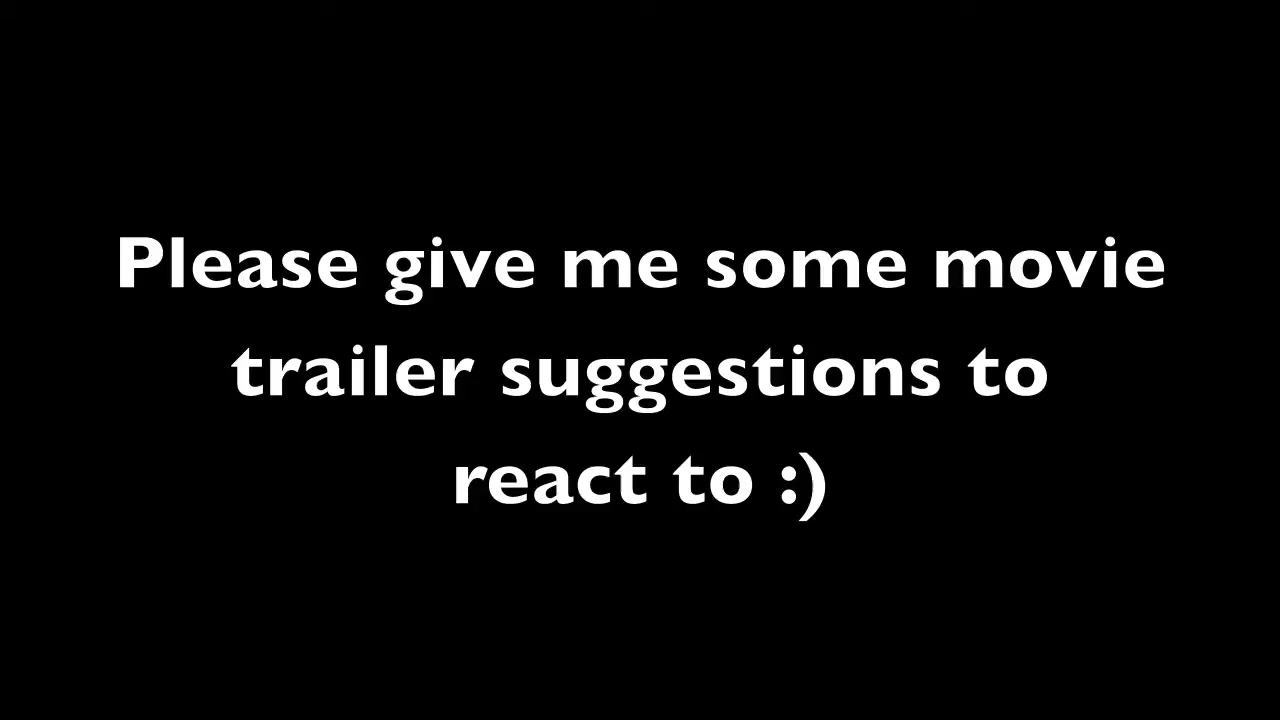 Please give me some movie
trailer suggestions to
react to :)